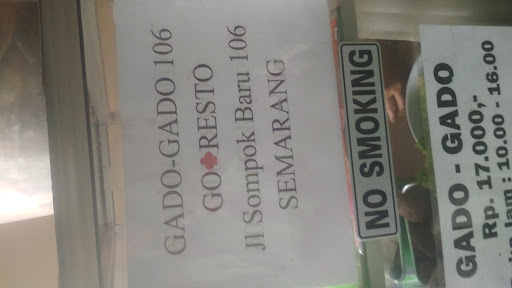 GADO-GADO 106
GO RESTO
Jl Sompok Baru 106
SEMARANG
NO SMOKING
GADO - GADO
Rp. 17.000,-
Jam : 10.00 - 16.00